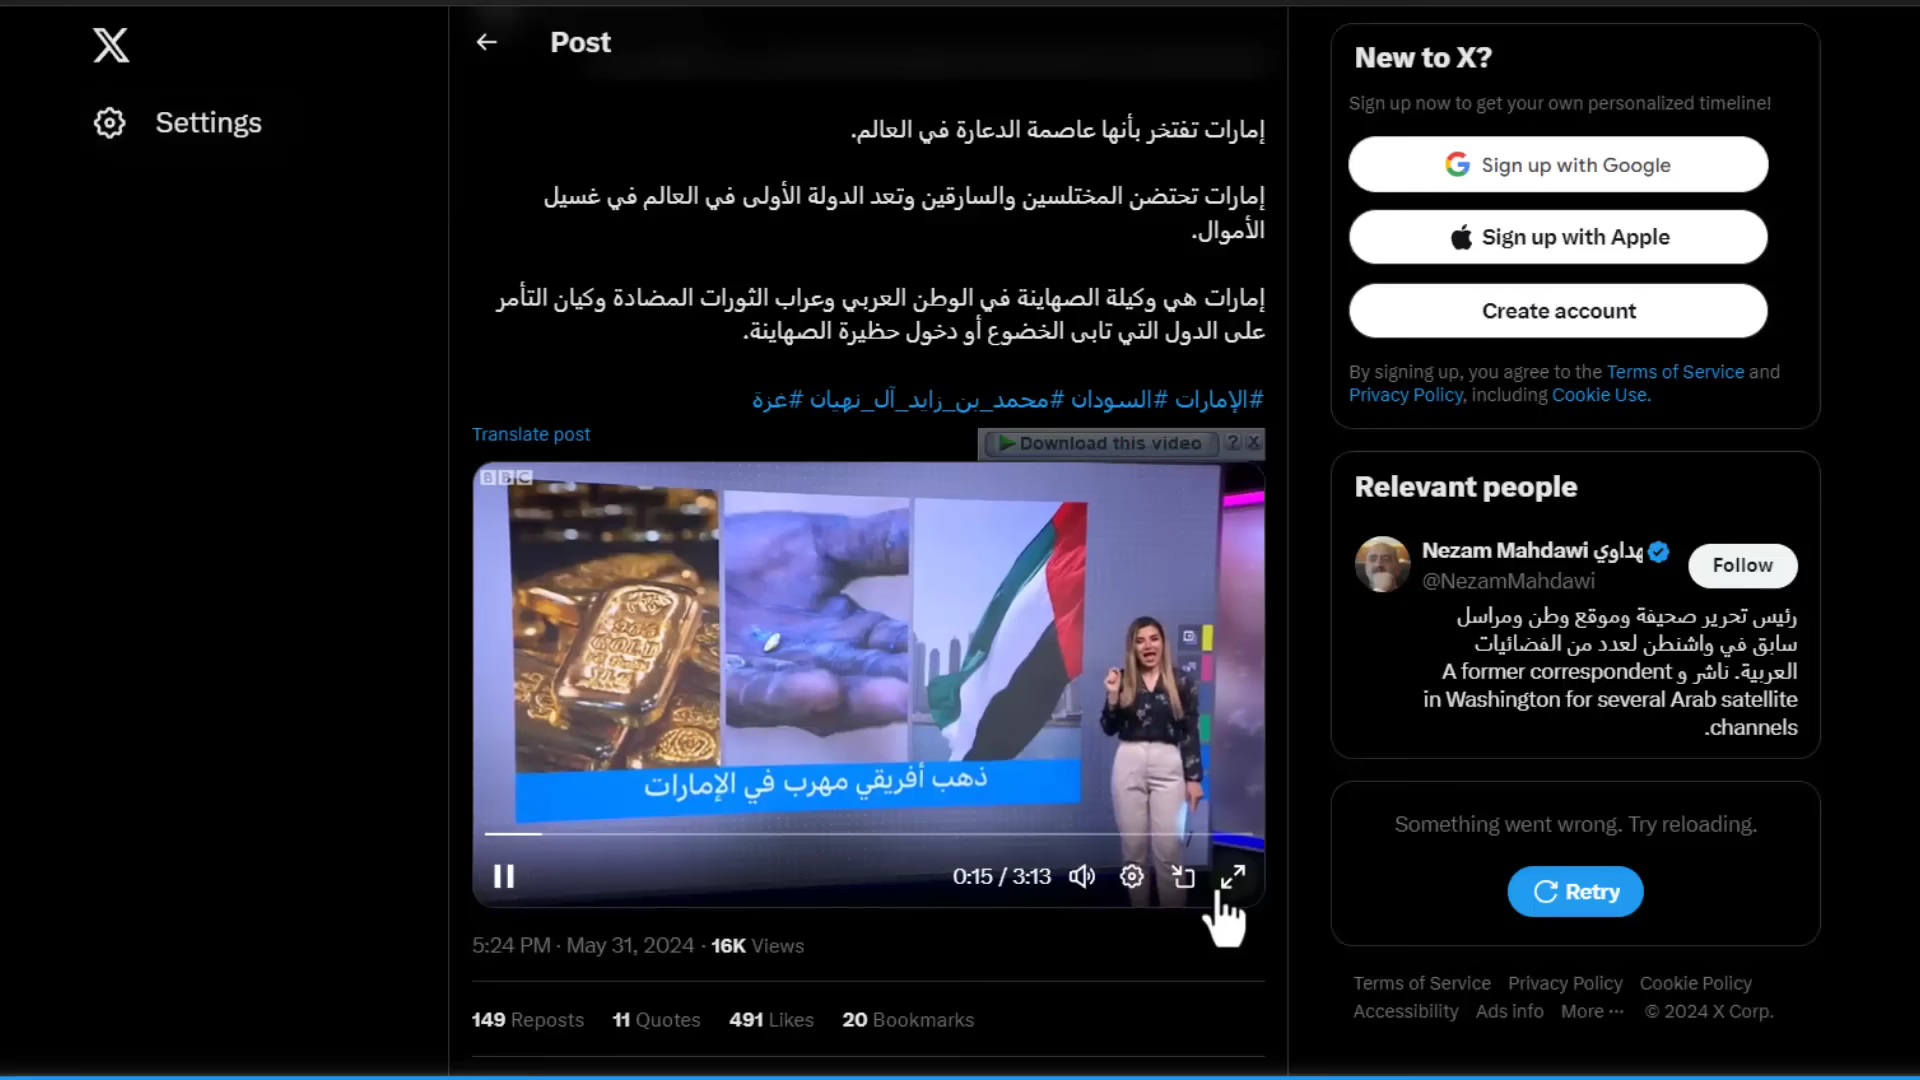 Post
Settings
إمارات تفتخر بأنها عاصمة الدعارة في العالم.
إمارات تحتضن المختلسين والسارقين وتعد الدولة الأولى في العالم في غسيل
الأموال.
إمارات هي وكيلة الصهاينة في الوطن العربي وعراب الثورات المضادة وكيان التأمر
على الدول التي تابى الخضوع أو دخول حظيرة الصهاينة.
#الإمارات #السودان #محمد_بن_زايد_آل_نهيان #غزة
Translate post
Download this video ? X
BBC
965
GOLD
ذهب أفريقي مهرب في الإمارات
0:15 / 3:13
5:24 PM · May 31, 2024 · 16K Views
149 Reposts 11 Quotes 491 Likes 20 Bookmarks
New to X?
Sign up now to get your own personalized timeline!
Sign up with Google
Sign up with Apple
Create account
By signing up, you agree to the Terms of Service and
Privacy Policy, including Cookie Use.
Relevant people
Nezam Mahdawi هداوي
@NezamMahdawi
Follow
رئيس تحرير صحيفة وموقع وطن ومراسل
سابق في واشنطن لعدد من الفضائيات
العربية. ناشر و A former correspondent
in Washington for several Arab satellite
channels.
Something went wrong. Try reloading.
Retry
Terms of Service Privacy Policy Cookie Policy
Accessibility Ads info More ··· © 2024 X Corp.